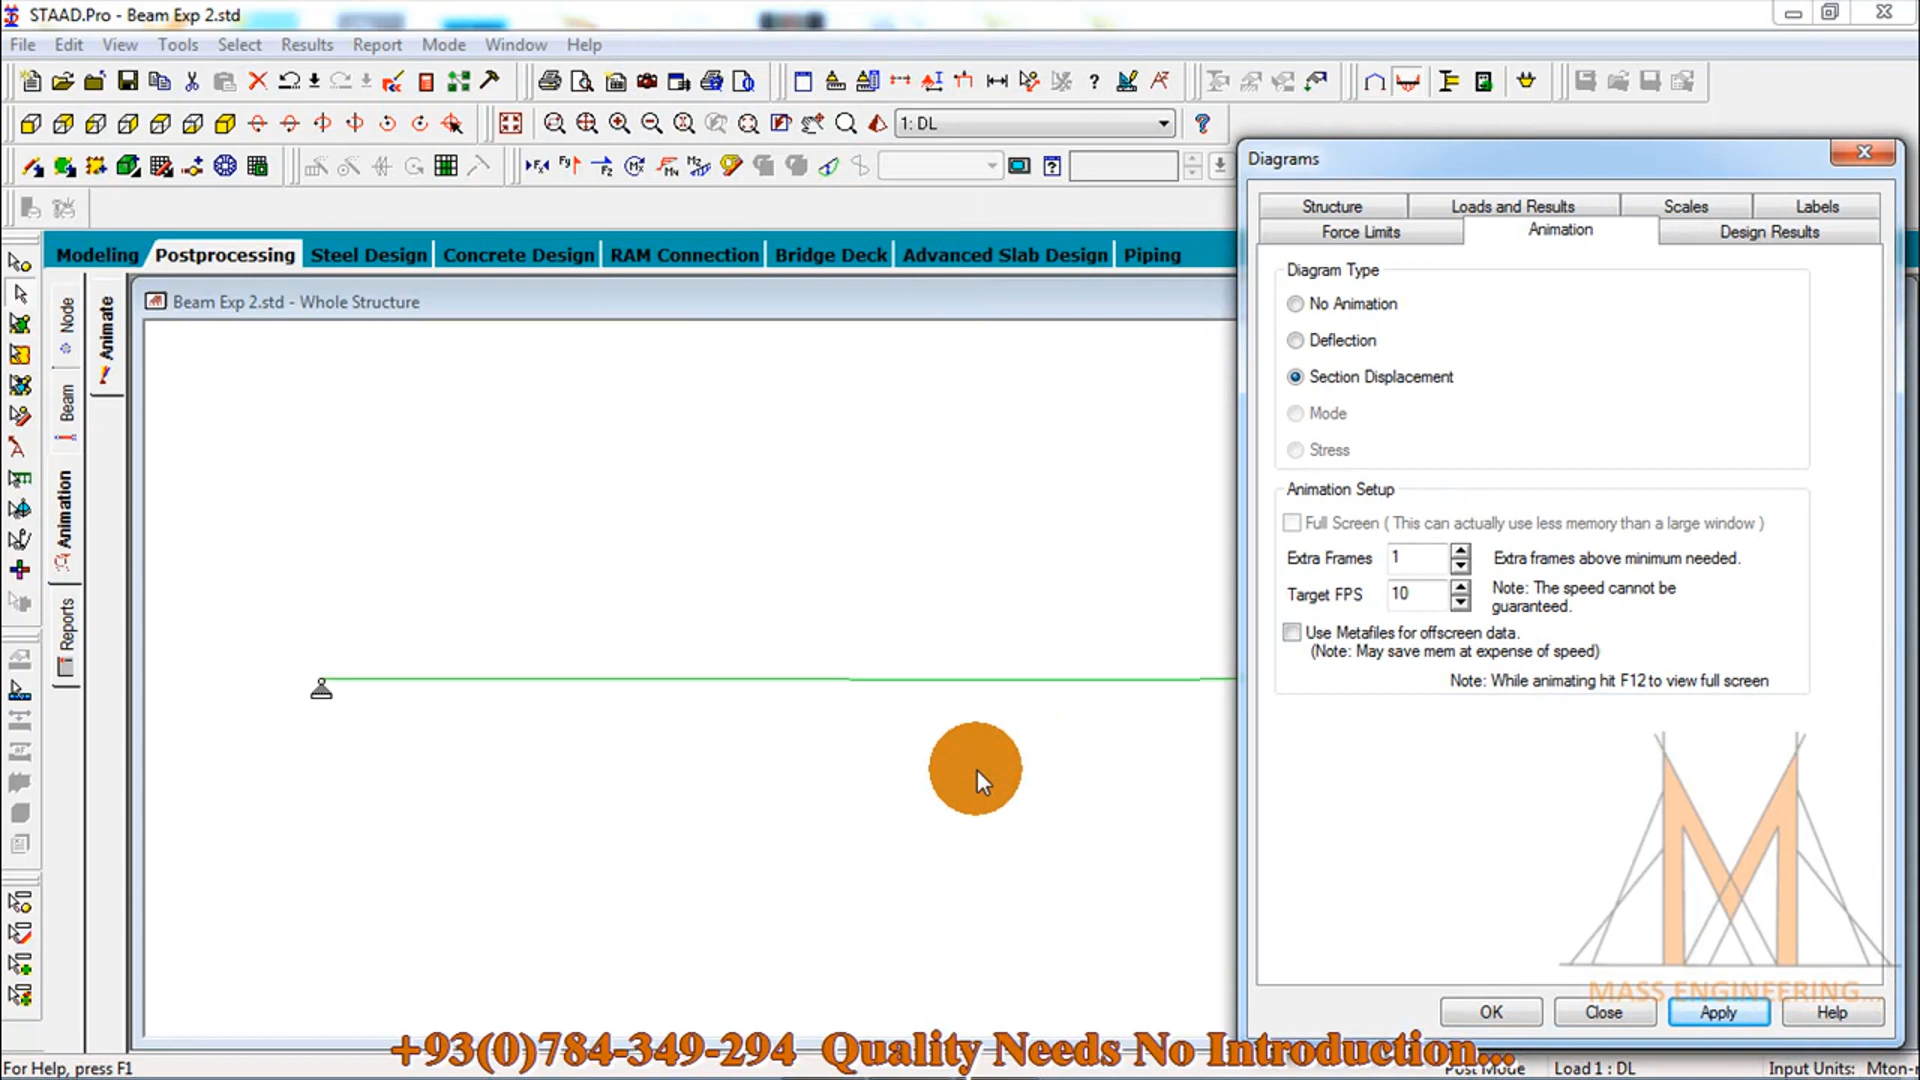 STAAD.Pro - Beam Exp 2.std
File Edit View Tools Select Results Report Mode Window Help
1: DL
Diagrams
Structure Loads and Results Scales Labels
Force Limits Animation Design Results
Modeling Postprocessing Steel Design Concrete Design RAM Connection Bridge Deck Advanced Slab Design Piping
Node
Beam
Animation
Reports
Animate
Beam Exp 2.std - Whole Structure
Diagram Type
No Animation
Deflection
Section Displacement
Mode
Stress
Animation Setup
Full Screen ( This can actually use less memory than a large window )
Extra Frames 1 Extra frames above minimum needed.
Target FPS 10 Note: The speed cannot be
guaranteed.
Use Metafiles for offscreen data.
(Note: May save mem at expense of speed)
Note: While animating hit F12 to view full screen
MASS ENGINEERING...
OK Close Apply Help
+93(0)784-349-294 Quality Needs No Introduction...
For Help, press F1 Post Mode Load 1 : DL Input Units: Mton-